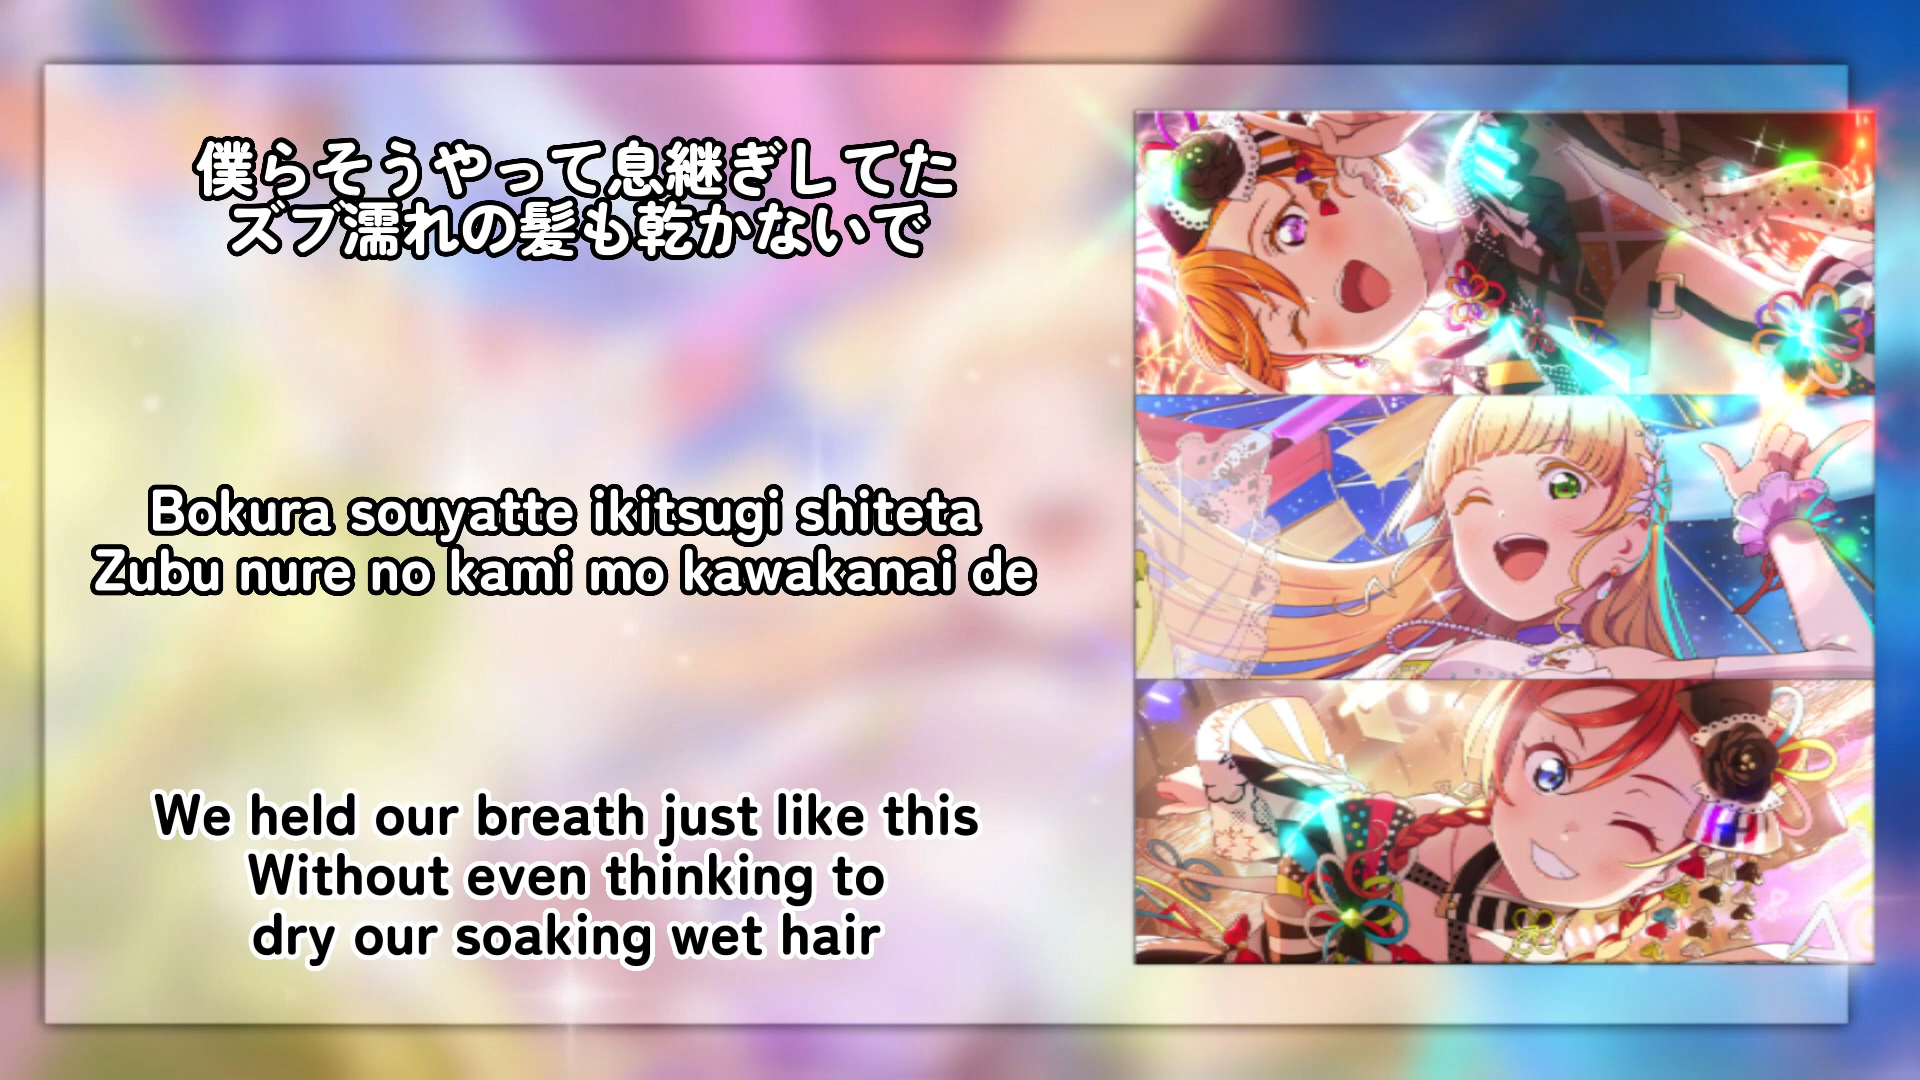 僕らそうやって息継ぎしてた
ズブ濡れの髪も乾かないで
Bokura souyatte ikitsugi shiteta
Zubu nure no kami mo kawakanai de
We held our breath just like this
Without even thinking to
dry our soaking wet hair